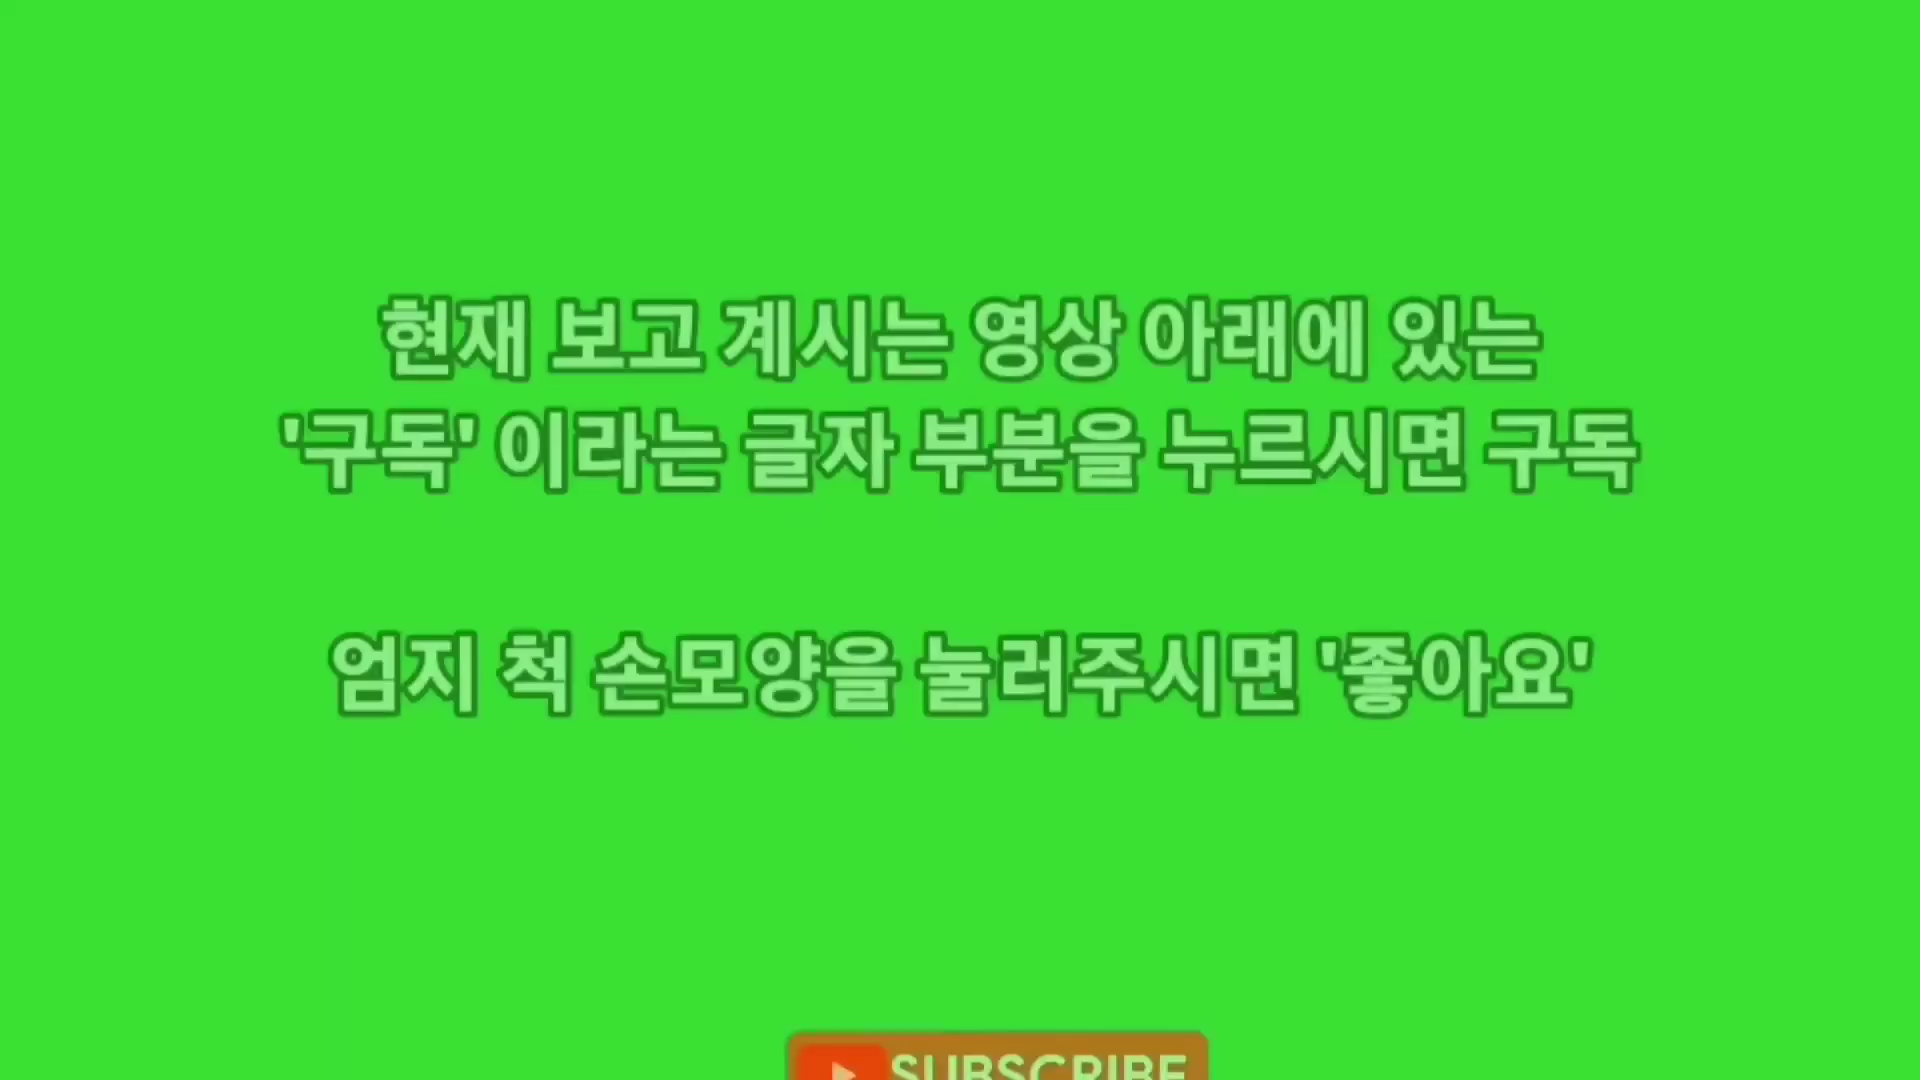 현재 보고 계시는 영상 아래에 있는
'구독' 이라는 글자 부분을 누르시면 구독
엄지 척 손모양을 눌러주시면 '좋아요'
SUBSCRIBE